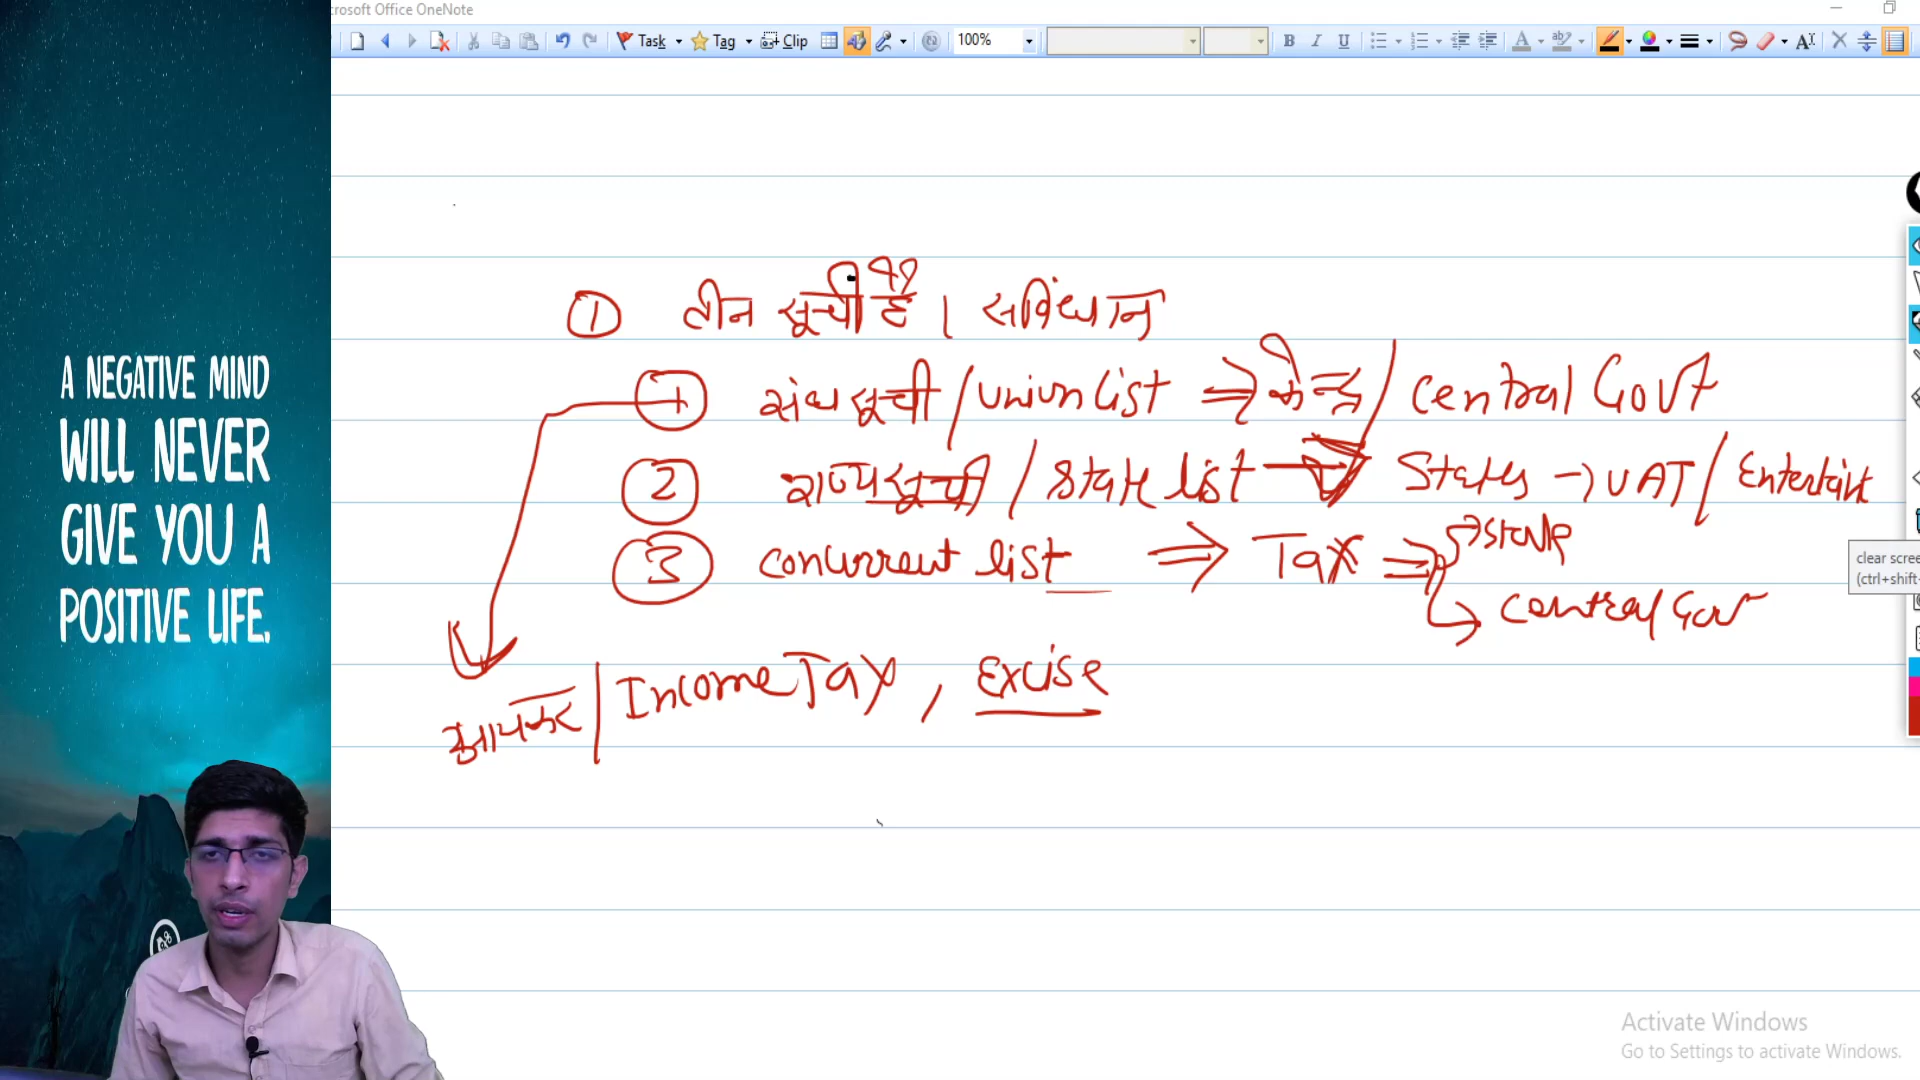 crosoft Office OneNote
Task Tag Clip 100% B I U
A NEGATIVE MIND
WILL NEVER
GIVE YOU A
POSITIVE LIFE.
1 तीन सूची है । संविधान
1 संघ सूची / Union List ⇒ केन्द्र / Central Govt
2 राज्य सूची / State list → States → VAT / Entertaint
3 concurrent list ⇒ Tax ⇒ → State
→ Central Gov
आयकर / Income Tax , Excise
clear scree
(ctrl+shift-
Activate Windows
Go to Settings to activate Windows.